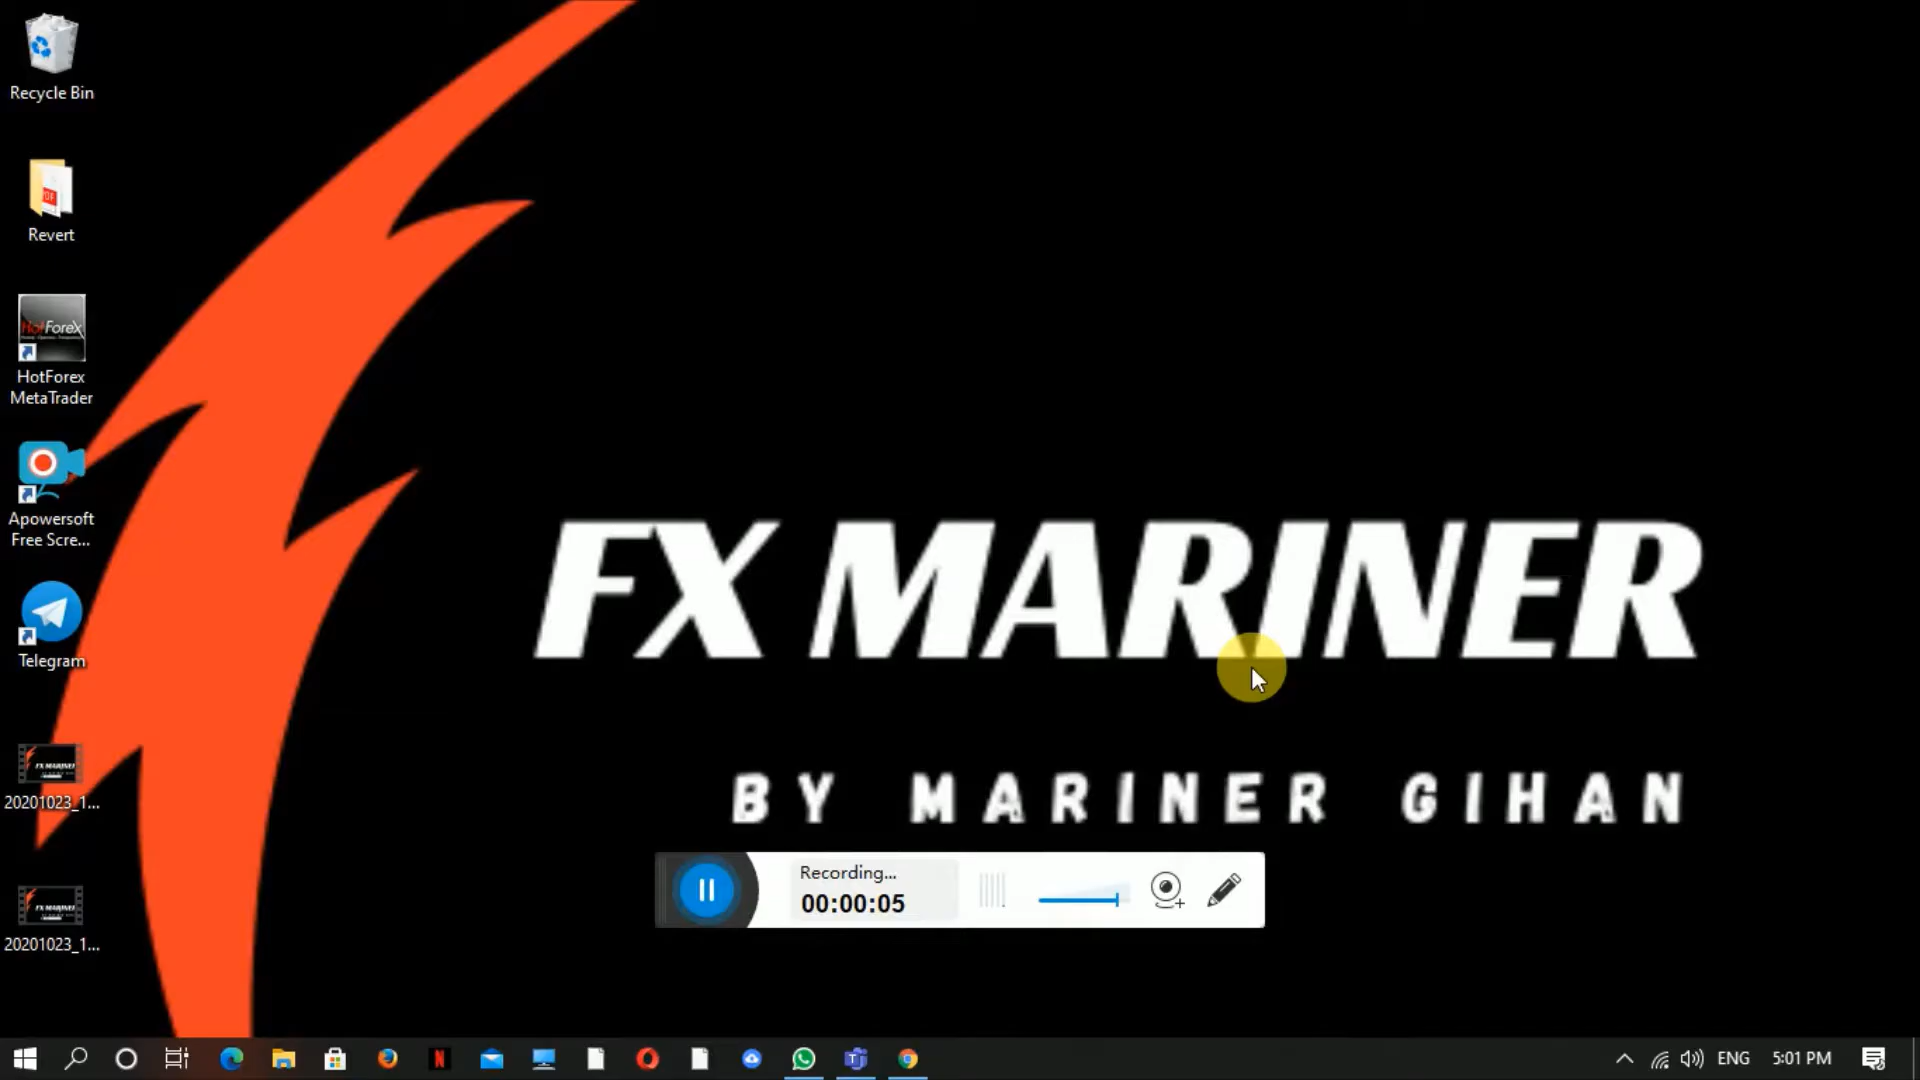 Recycle Bin
Revert
HotForex
MetaTrader
Apowersoft
Free Scre...
Telegram
20201023_1...
20201023_1...
FX MARINER
BY MARINER GIHAN
Recording...
00:00:05
ENG
5:01 PM